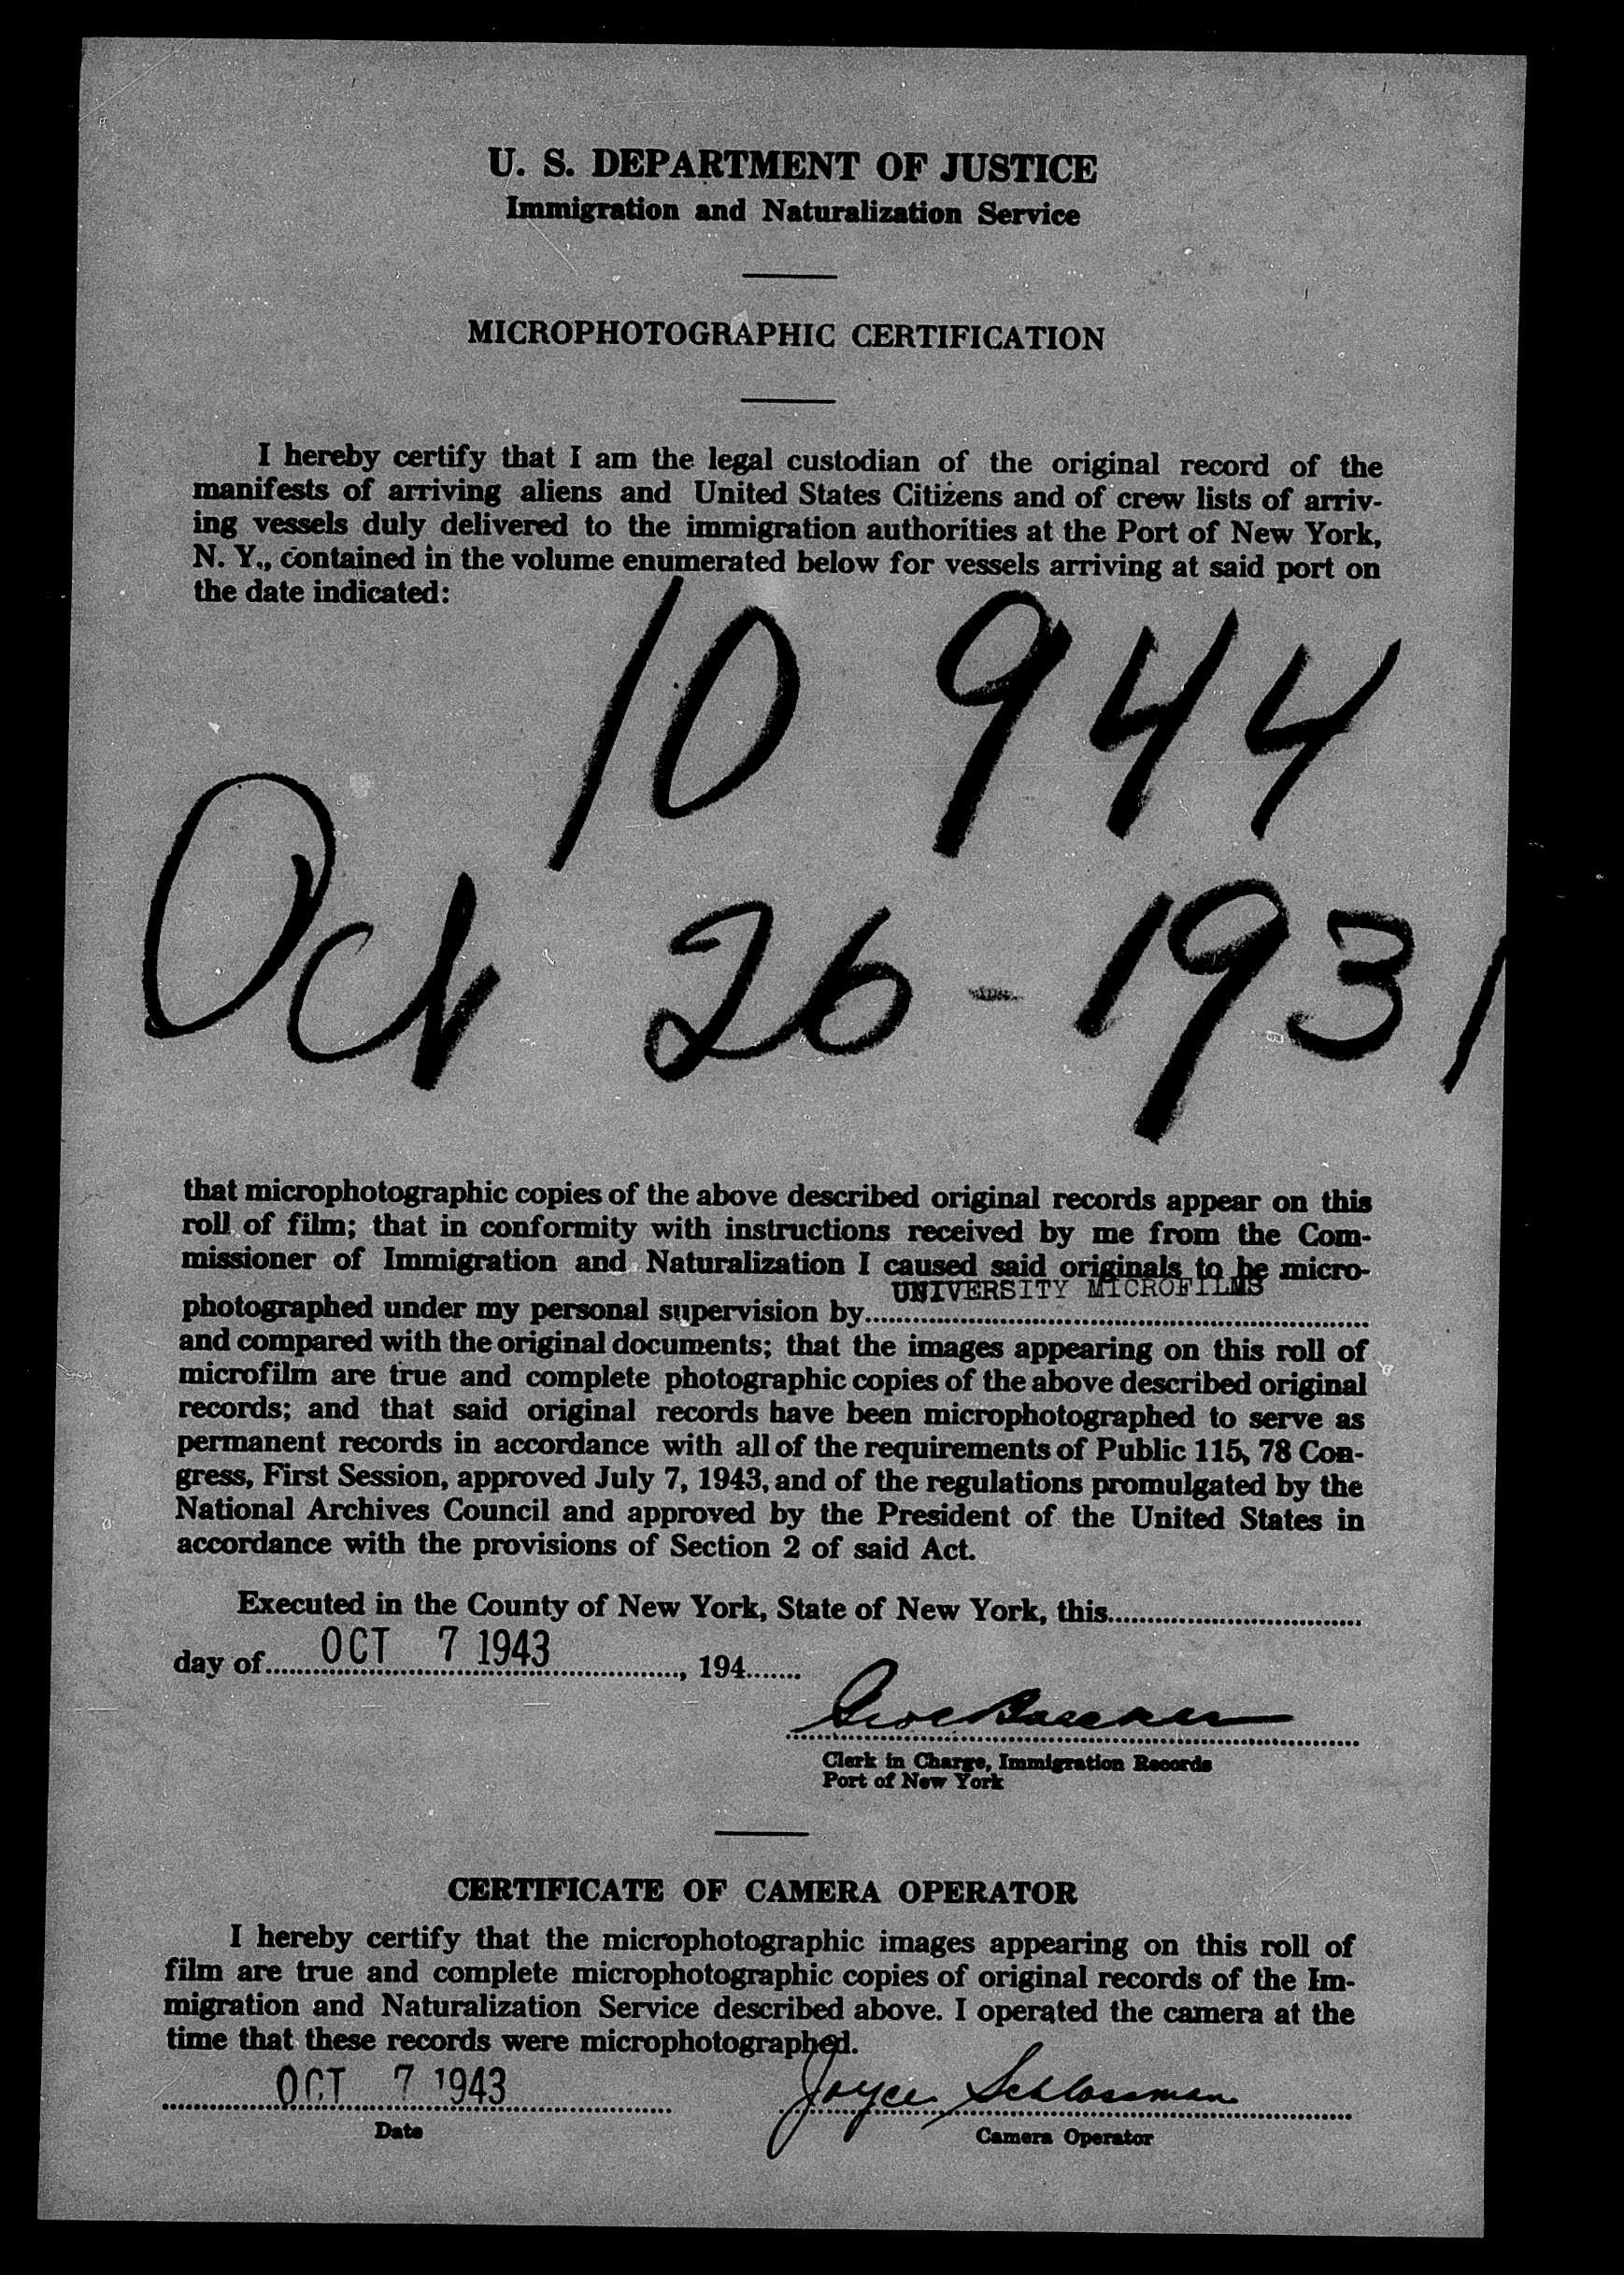 U. S. DEPARTMENT OF JUSTICE
Immigration and Naturalization Service
MICROPHOTOGRAPHIC CERTIFICATION
I hereby certify that I am the legal custodian of the original record of the
manifests of arriving aliens and United States Citizens and of crew lists of arriv-
ing vessels duly delivered to the immigration authorities at the Port of New York,
N. Y., contained in the volume enumerated below for vessels arriving at said port on
the date indicated:
10 944
Oct 26-1931
that microphotographic copies of the above described original records appear on this
roll of film; that in conformity with instructions received by me from the Com-
missioner of Immigration and Naturalization I caused said originals to be micro-
UNIVERSITY MICROFILMS
photographed under my personal supervision by
and compared with the original documents; that the images appearing on this roll of
microfilm are true and complete photographic copies of the above described original
records; and that said original records have been microphotographed to serve as
permanent records in accordance with all of the requirements of Public 115, 78 Con-
gress, First Session, approved July 7, 1943, and of the regulations promulgated by the
National Archives Council and approved by the President of the United States in
accordance with the provisions of Section 2 of said Act.
Executed in the County of New York, State of New York, this
day of OCT 7 1943, 194
Clerk in Charge, Immigration Records
Port of New York
CERTIFICATE OF CAMERA OPERATOR
I hereby certify that the microphotographic images appearing on this roll of
film are true and complete microphotographic copies of original records of the Im-
migration and Naturalization Service described above. I operated the camera at the
time that these records were microphotographed.
OCT 7 1943 Joyce Schlossman
Date Camera Operator